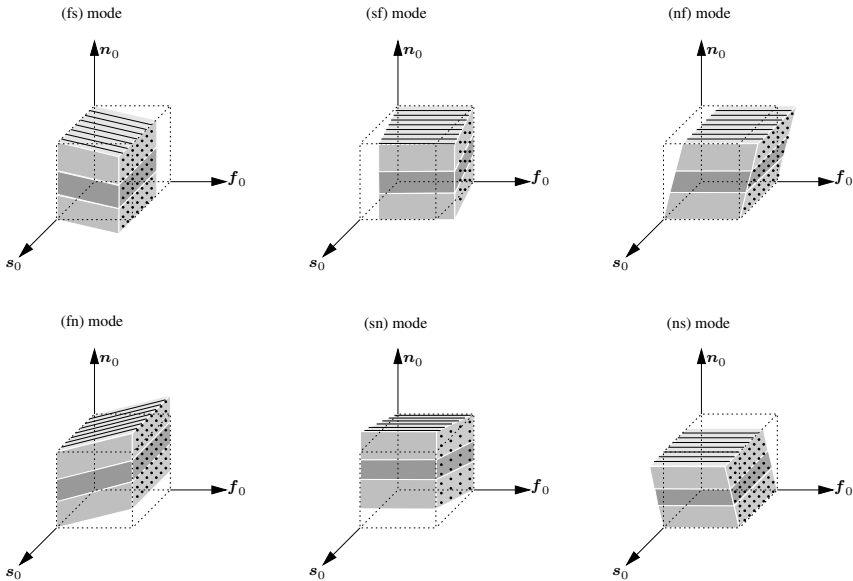 (fs) mode (sf) mode (nf) mode
n₀ n₀ n₀
f₀ f₀ f₀
s₀ s₀ s₀
(fn) mode (sn) mode (ns) mode
n₀ n₀ n₀
f₀ f₀ f₀
s₀ s₀ s₀